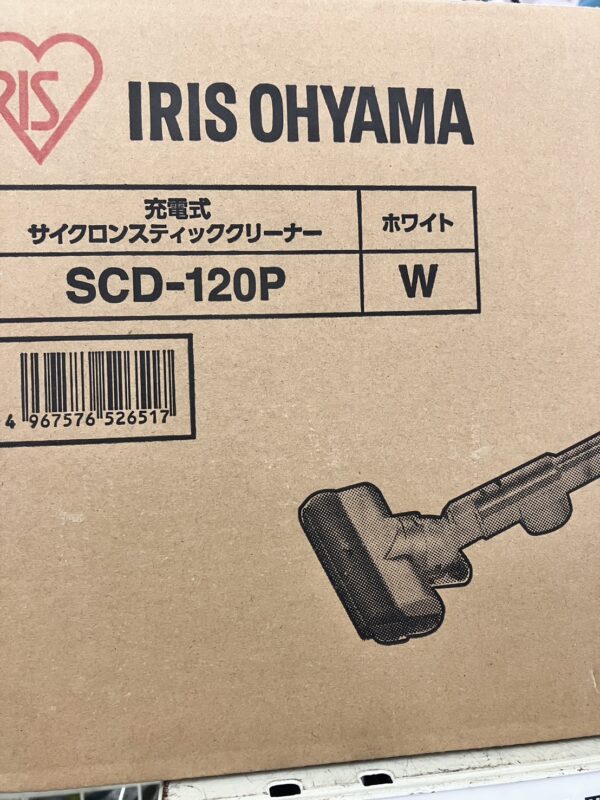 RIS
IRIS OHYAMA
充電式
サイクロンスティッククリーナー
ホワイト
SCD-120P
W
4 967576 526517